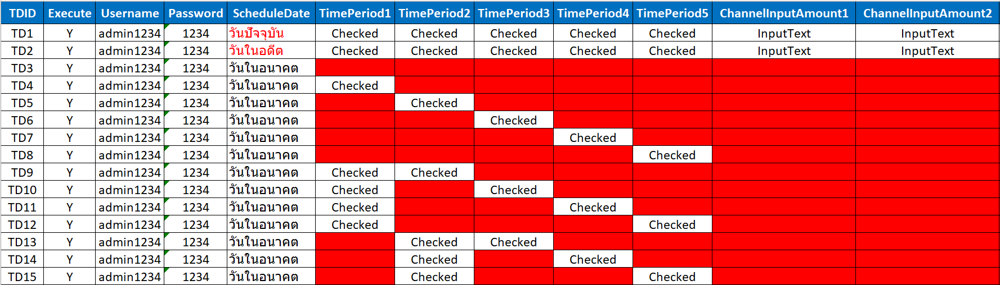 TDID Execute Username Password ScheduleDate TimePeriod1 TimePeriod2 TimePeriod3 TimePeriod4 TimePeriod5 ChannelInputAmount1 ChannelInputAmount2
TD1 Y admin1234 1234 วันปัจจุบัน Checked Checked Checked Checked Checked InputText InputText
TD2 Y admin1234 1234 วันในอดีต Checked Checked Checked Checked Checked InputText InputText
TD3 Y admin1234 1234 วันในอนาคต
TD4 Y admin1234 1234 วันในอนาคต Checked
TD5 Y admin1234 1234 วันในอนาคต Checked
TD6 Y admin1234 1234 วันในอนาคต Checked
TD7 Y admin1234 1234 วันในอนาคต Checked
TD8 Y admin1234 1234 วันในอนาคต Checked
TD9 Y admin1234 1234 วันในอนาคต Checked Checked
TD10 Y admin1234 1234 วันในอนาคต Checked Checked
TD11 Y admin1234 1234 วันในอนาคต Checked Checked
TD12 Y admin1234 1234 วันในอนาคต Checked Checked
TD13 Y admin1234 1234 วันในอนาคต Checked Checked
TD14 Y admin1234 1234 วันในอนาคต Checked Checked
TD15 Y admin1234 1234 วันในอนาคต Checked Checked